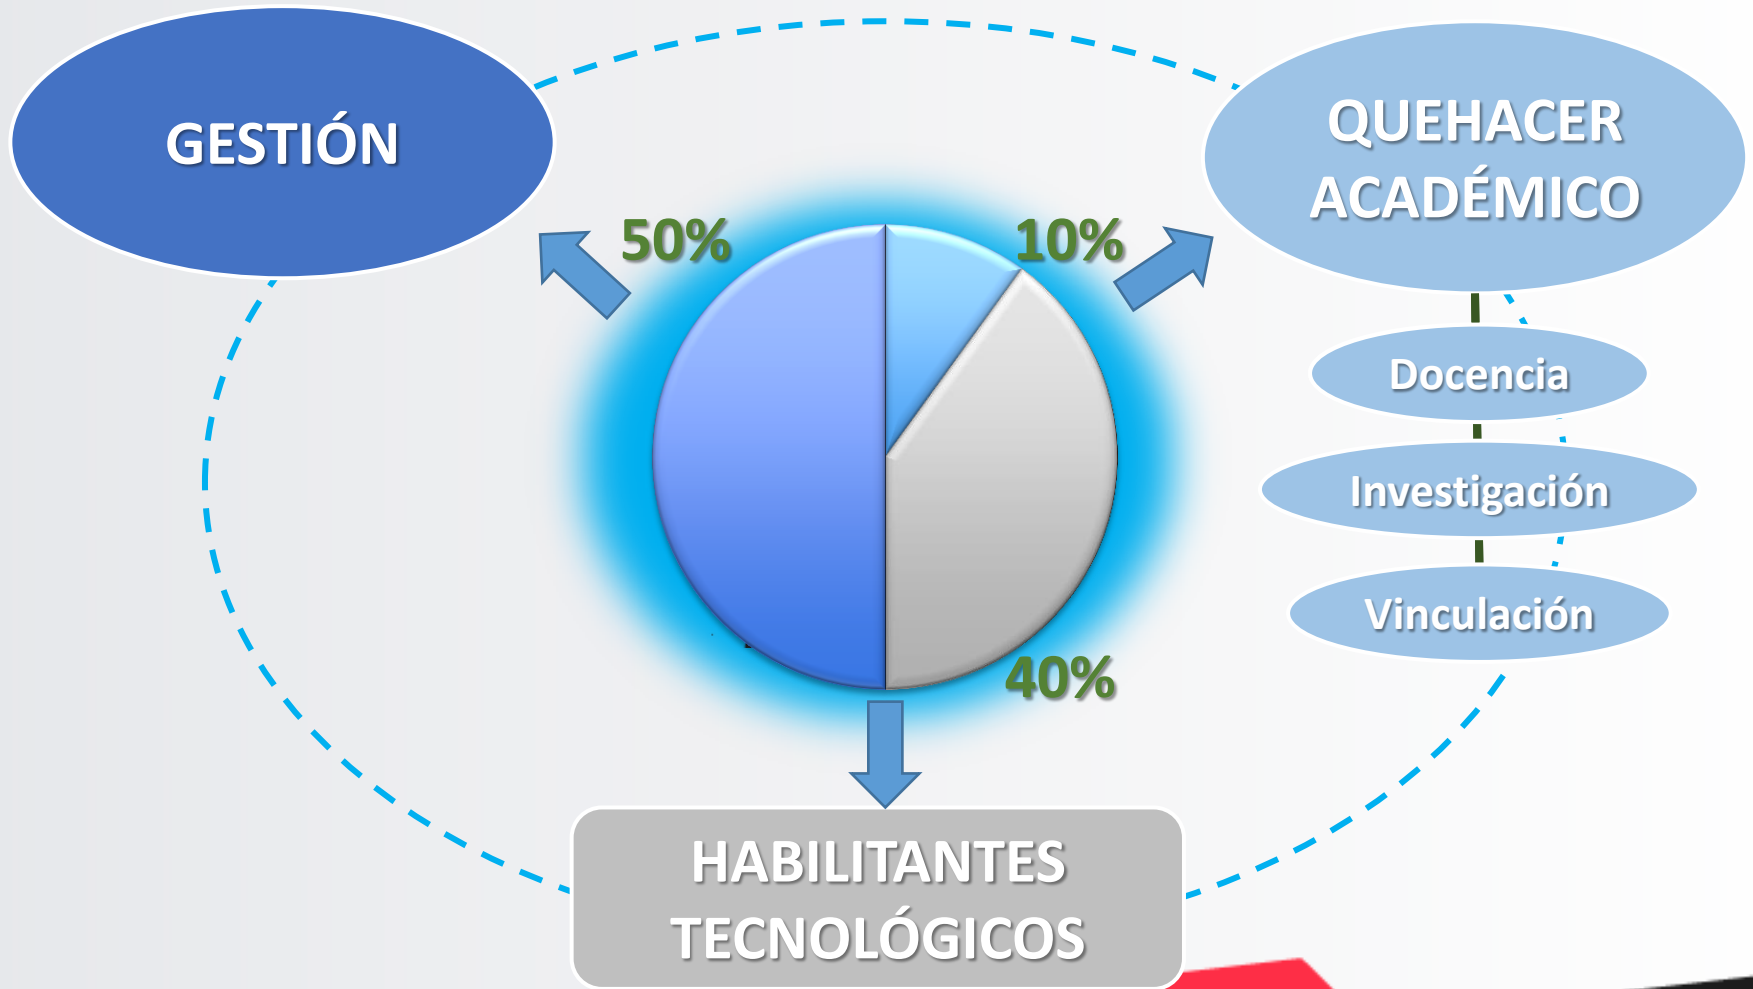 GESTIÓN
QUEHACER
ACADÉMICO
50%
10%
Docencia
Investigación
Vinculación
40%
HABILITANTES
TECNOLÓGICOS